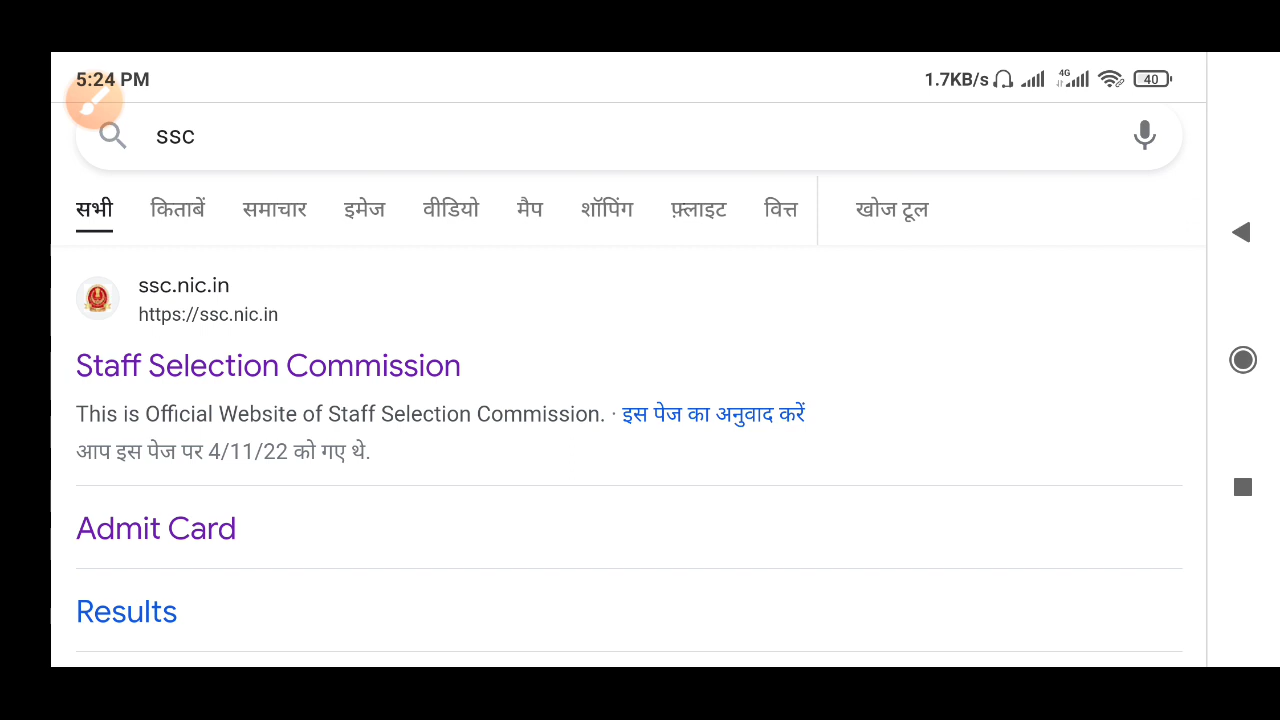 5:24 PM
1.7KB/s 4G 40
ssc
सभी किताबें समाचार इमेज वीडियो मैप शॉपिंग फ़्लाइट वित्त खोज टूल
ssc.nic.in
https://ssc.nic.in
Staff Selection Commission
This is Official Website of Staff Selection Commission. · इस पेज का अनुवाद करें
आप इस पेज पर 4/11/22 को गए थे.
Admit Card
Results